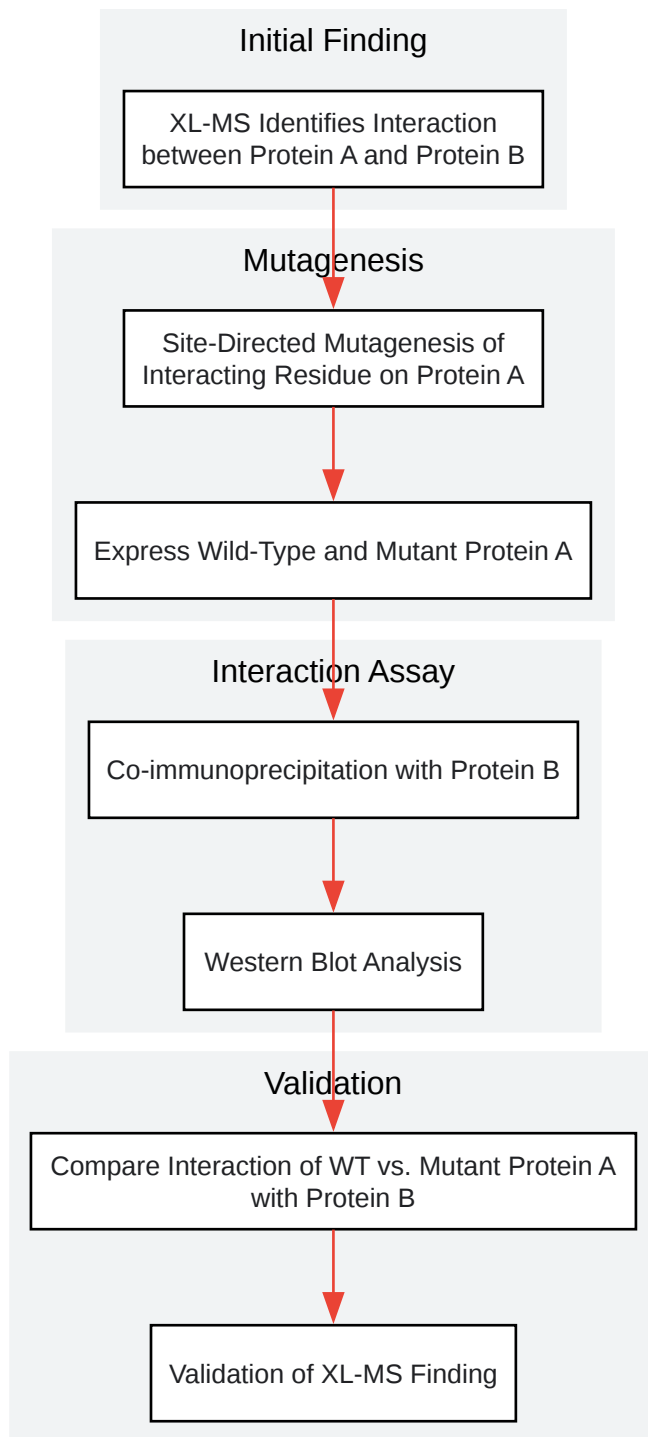 Initial Finding
XL-MS Identifies Interaction
between Protein A and Protein B
Mutagenesis
Site-Directed Mutagenesis of
Interacting Residue on Protein A
Express Wild-Type and Mutant Protein A
Interaction Assay
Co-immunoprecipitation with Protein B
Western Blot Analysis
Validation
Compare Interaction of WT vs. Mutant Protein A
with Protein B
Validation of XL-MS Finding